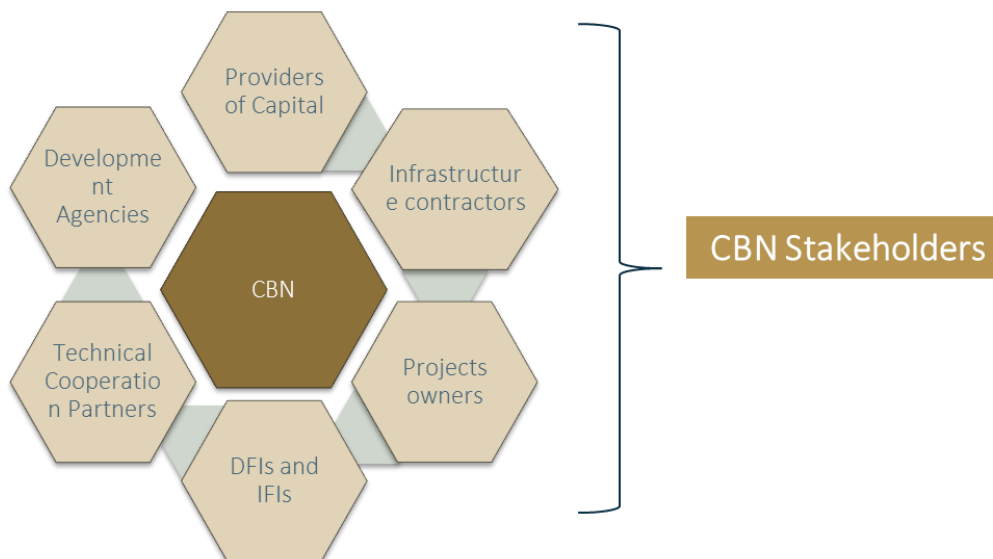 Providers
of Capital
Developme
nt
Agencies
Infrastructur
e contractors
CBN
CBN Stakeholders
Technical
Cooperatio
n Partners
Projects
owners
DFIs and
IFIs